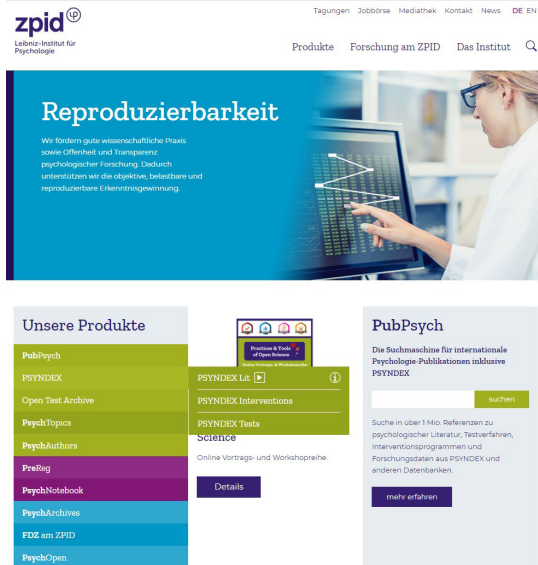 zpid
Leibniz-Institut für
Psychologie
Tagungen Jobbörse Mediathek Kontakt News DE EN
Produkte Forschung am ZPID Das Institut
Reproduzierbarkeit
Wir fördern gute wissenschaftliche Praxis
sowie Offenheit und Transparenz
psychologischer Forschung. Dadurch
unterstützen wir die objektive, belastbare und
reproduzierbare Erkenntnisgewinnung.
Unsere Produkte
PubPsych
PSYNDEX
Open Test Archive
PsychTopics
PsychAuthors
PreReg
PsychNotebook
PsychArchives
FDZ am ZPID
PsychOpen
PSYNDEX Lit
PSYNDEX Interventions
PSYNDEX Tests
Practices & Tools
of Open Science
Online Vortrags- & Workshopreihe
Science
Online Vortrags- und Workshopreihe.
Details
PubPsych
Die Suchmaschine für internationale
Psychologie-Publikationen inklusive
PSYNDEX
suchen
Suche in über 1 Mio. Referenzen zu
psychologischer Literatur, Testverfahren,
Interventionsprogrammen und
Forschungsdaten aus PSYNDEX und
anderen Datenbanken.
mehr erfahren